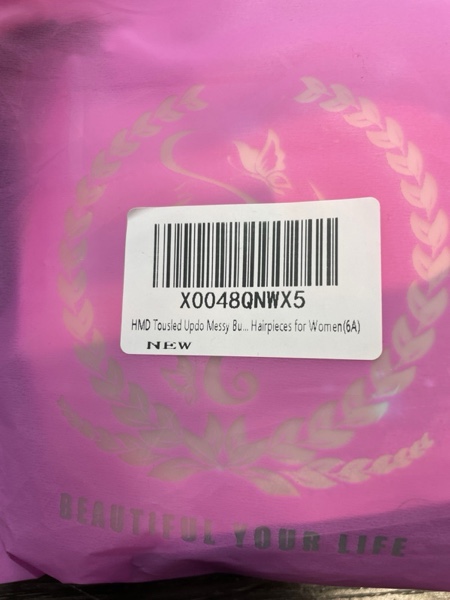 X0048QNWX5
HMD Tousled Updo Messy Bu... Hairpieces for Women(6A)
NEW
BEAUTIFUL YOUR LIFE